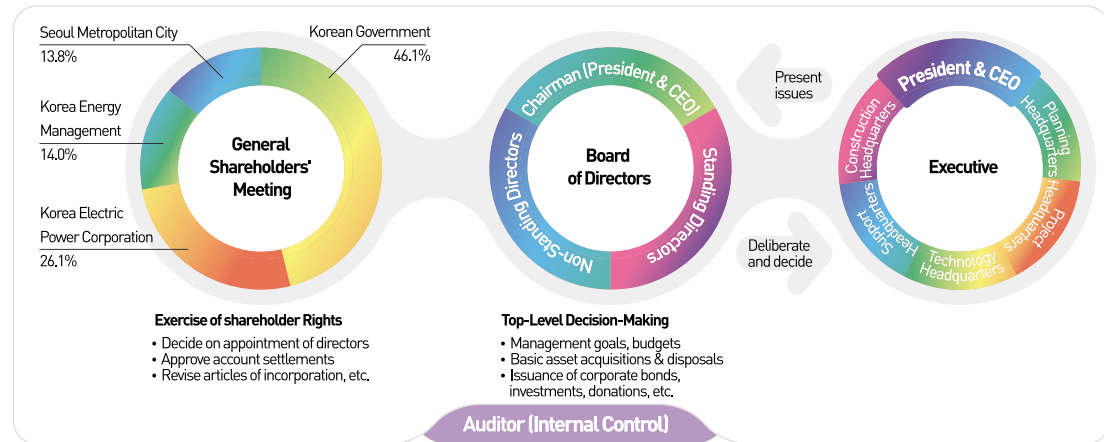 Seoul Metropolitan City
13.8%
Korean Government
46.1%
Korea Energy
Management
14.0%
Korea Electric
Power Corporation
26.1%
General
Shareholders'
Meeting
Exercise of shareholder Rights
• Decide on appointment of directors
• Approve account settlements
• Revise articles of incorporation, etc.
Chairman (President & CEO)
Standing Directors
Non-Standing Directors
Board
of Directors
Top-Level Decision-Making
• Management goals, budgets
• Basic asset acquisitions & disposals
• Issuance of corporate bonds,
investments, donations, etc.
Present
issues
Deliberate
and decide
President & CEO
Planning
Headquarters
Project
Headquarters
Technology
Headquarters
Support
Headquarters
Construction
Headquarters
Executive
Auditor (Internal Control)